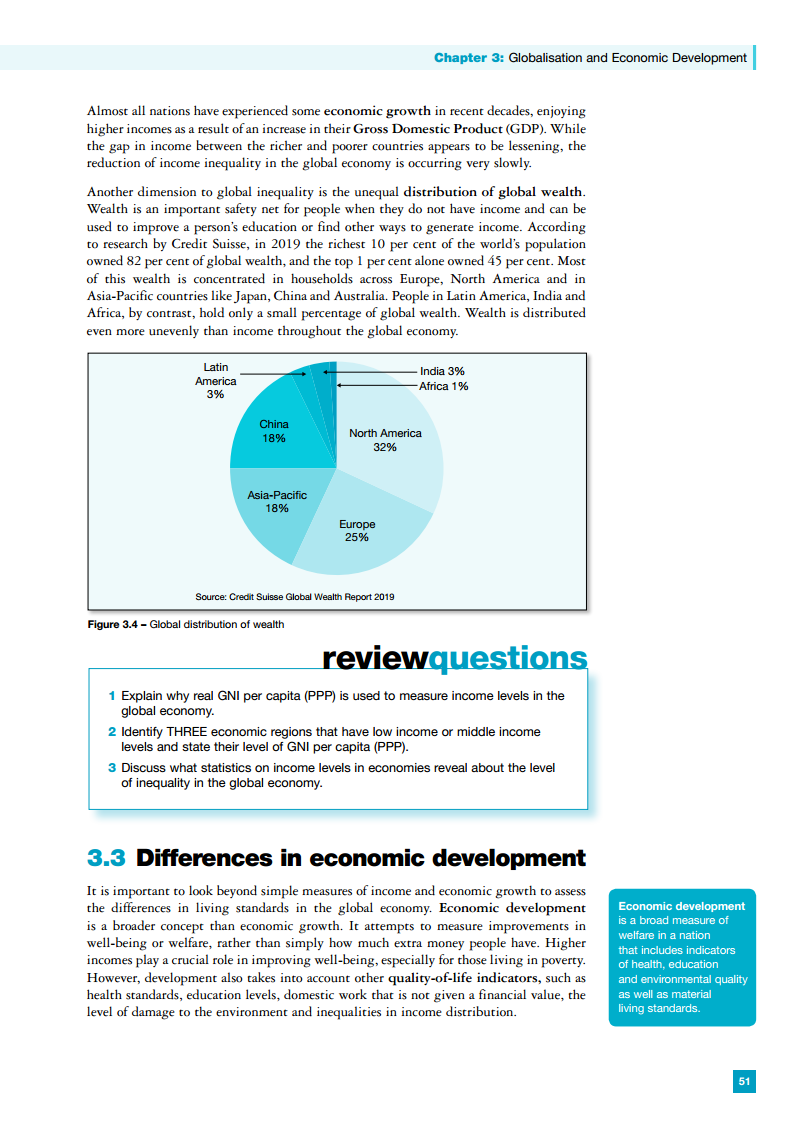 Chapter 3: Globalisation and Economic Development
Almost all nations have experienced some economic growth in recent decades, enjoying
higher incomes as a result of an increase in their Gross Domestic Product (GDP). While
the gap in income between the richer and poorer countries appears to be lessening, the
reduction of income inequality in the global economy is occurring very slowly.
Another dimension to global inequality is the unequal distribution of global wealth.
Wealth is an important safety net for people when they do not have income and can be
used to improve a person's education or find other ways to generate income. According
to research by Credit Suisse, in 2019 the richest 10 per cent of the world's population
owned 82 per cent of global wealth, and the top 1 per cent alone owned 45 per cent. Most
of this wealth is concentrated in households across Europe, North America and in
Asia-Pacific countries like Japan, China and Australia. People in Latin America, India and
Africa, by contrast, hold only a small percentage of global wealth. Wealth is distributed
even more unevenly than income throughout the global economy.
Latin
America
3%
India 3%
Africa 1%
China
18%
North America
32%
Asia-Pacific
18%
Europe
25%
Source: Credit Suisse Global Wealth Report 2019
Figure 3.4 – Global distribution of wealth
reviewquestions
1 Explain why real GNI per capita (PPP) is used to measure income levels in the
global economy.
2 Identify THREE economic regions that have low income or middle income
levels and state their level of GNI per capita (PPP).
3 Discuss what statistics on income levels in economies reveal about the level
of inequality in the global economy.
3.3 Differences in economic development
It is important to look beyond simple measures of income and economic growth to assess
the differences in living standards in the global economy. Economic development
is a broader concept than economic growth. It attempts to measure improvements in
well-being or welfare, rather than simply how much extra money people have. Higher
incomes play a crucial role in improving well-being, especially for those living in poverty.
However, development also takes into account other quality-of-life indicators, such as
health standards, education levels, domestic work that is not given a financial value, the
level of damage to the environment and inequalities in income distribution.
Economic development
is a broad measure of
welfare in a nation
that includes indicators
of health, education
and environmental quality
as well as material
living standards.
51